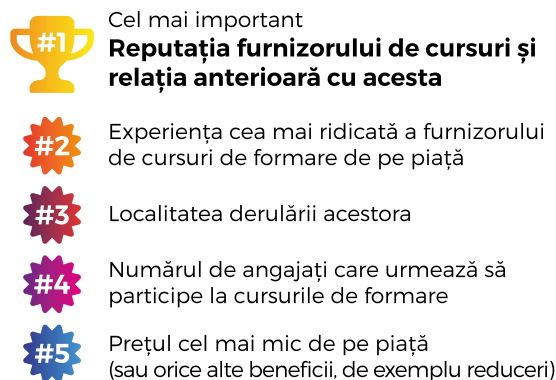 #1
Cel mai important
Reputația furnizorului de cursuri și
relația anterioară cu acesta
#2
Experiența cea mai ridicată a furnizorului
de cursuri de formare de pe piață
#3
Localitatea derulării acestora
#4
Numărul de angajați care urmează să
participe la cursurile de formare
#5
Prețul cel mai mic de pe piață
(sau orice alte beneficii, de exemplu reduceri)